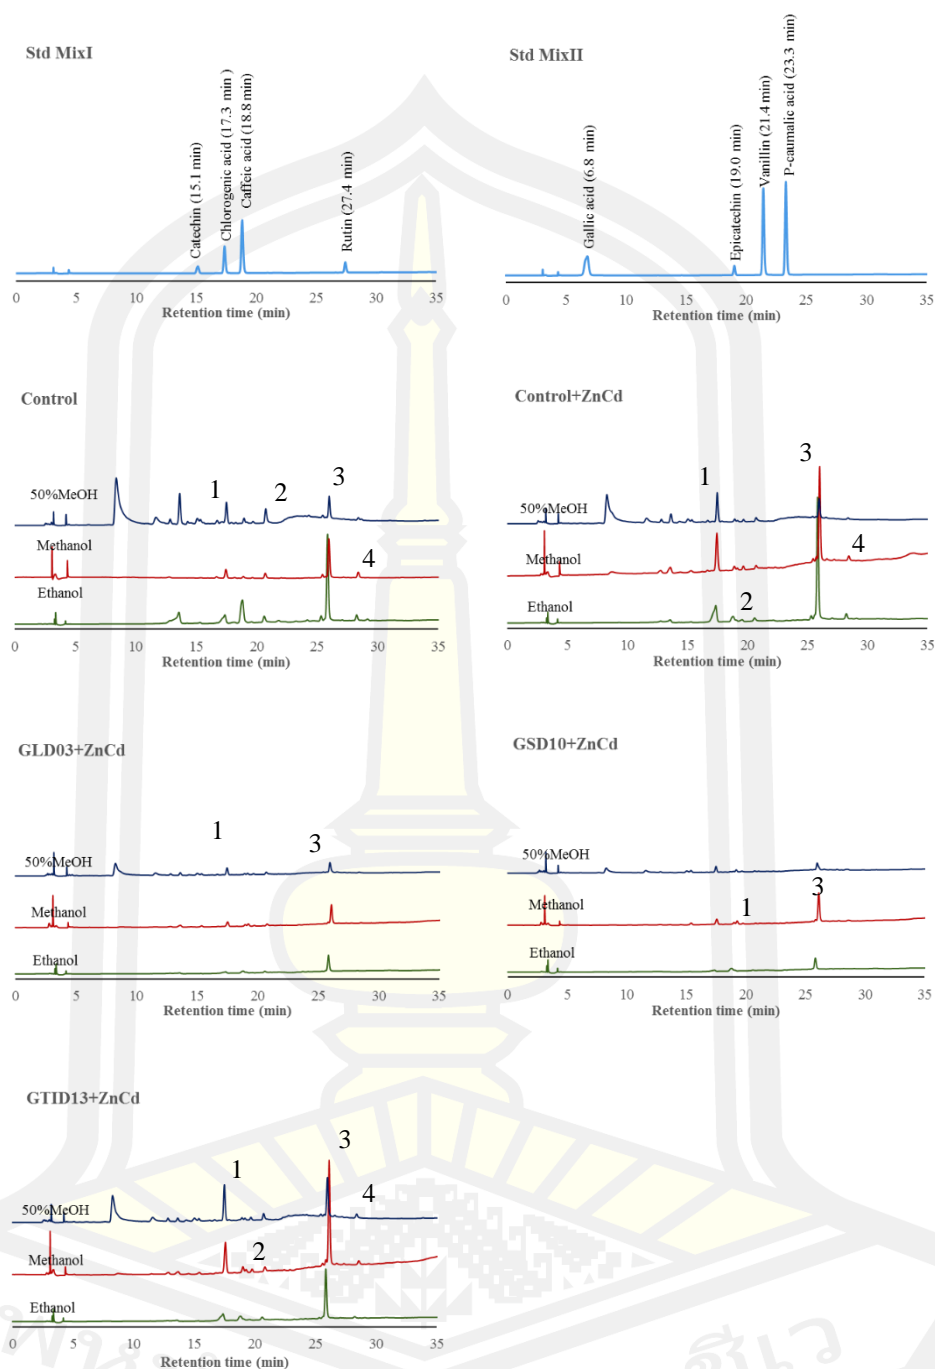 Std MixI
Catechin (15.1 min)
Chlorogenic acid (17.3 min )
Caffeic acid (18.8 min)
Rutin (27.4 min)
0 5 10 15 20 25 30 35
Retention time (min)
Std MixII
Gallic acid (6.8 min)
Epicatechin (19.0 min)
Vanillin (21.4 min)
P-caumalic acid (23.3 min)
0 5 10 15 20 25 30 35
Retention time (min)
Control
1 2 3
50%MeOH
Methanol
4
Ethanol
0 5 10 15 20 25 30 35
Retention time (min)
Control+ZnCd
3
1
50%MeOH
4
Methanol
2
Ethanol
0 5 10 15 20 25 30 35
Retention time (min)
GLD03+ZnCd
1 3
50%MeOH
Methanol
Ethanol
0 5 10 15 20 25 30 35
Retention time (min)
GSD10+ZnCd
50%MeOH
3
Methanol
1
Ethanol
0 5 10 15 20 25 30 35
Retention time (min)
GTID13+ZnCd
3
1
4
50%MeOH
2
Methanol
Ethanol
0 5 10 15 20 25 30 35
Retention time (min)